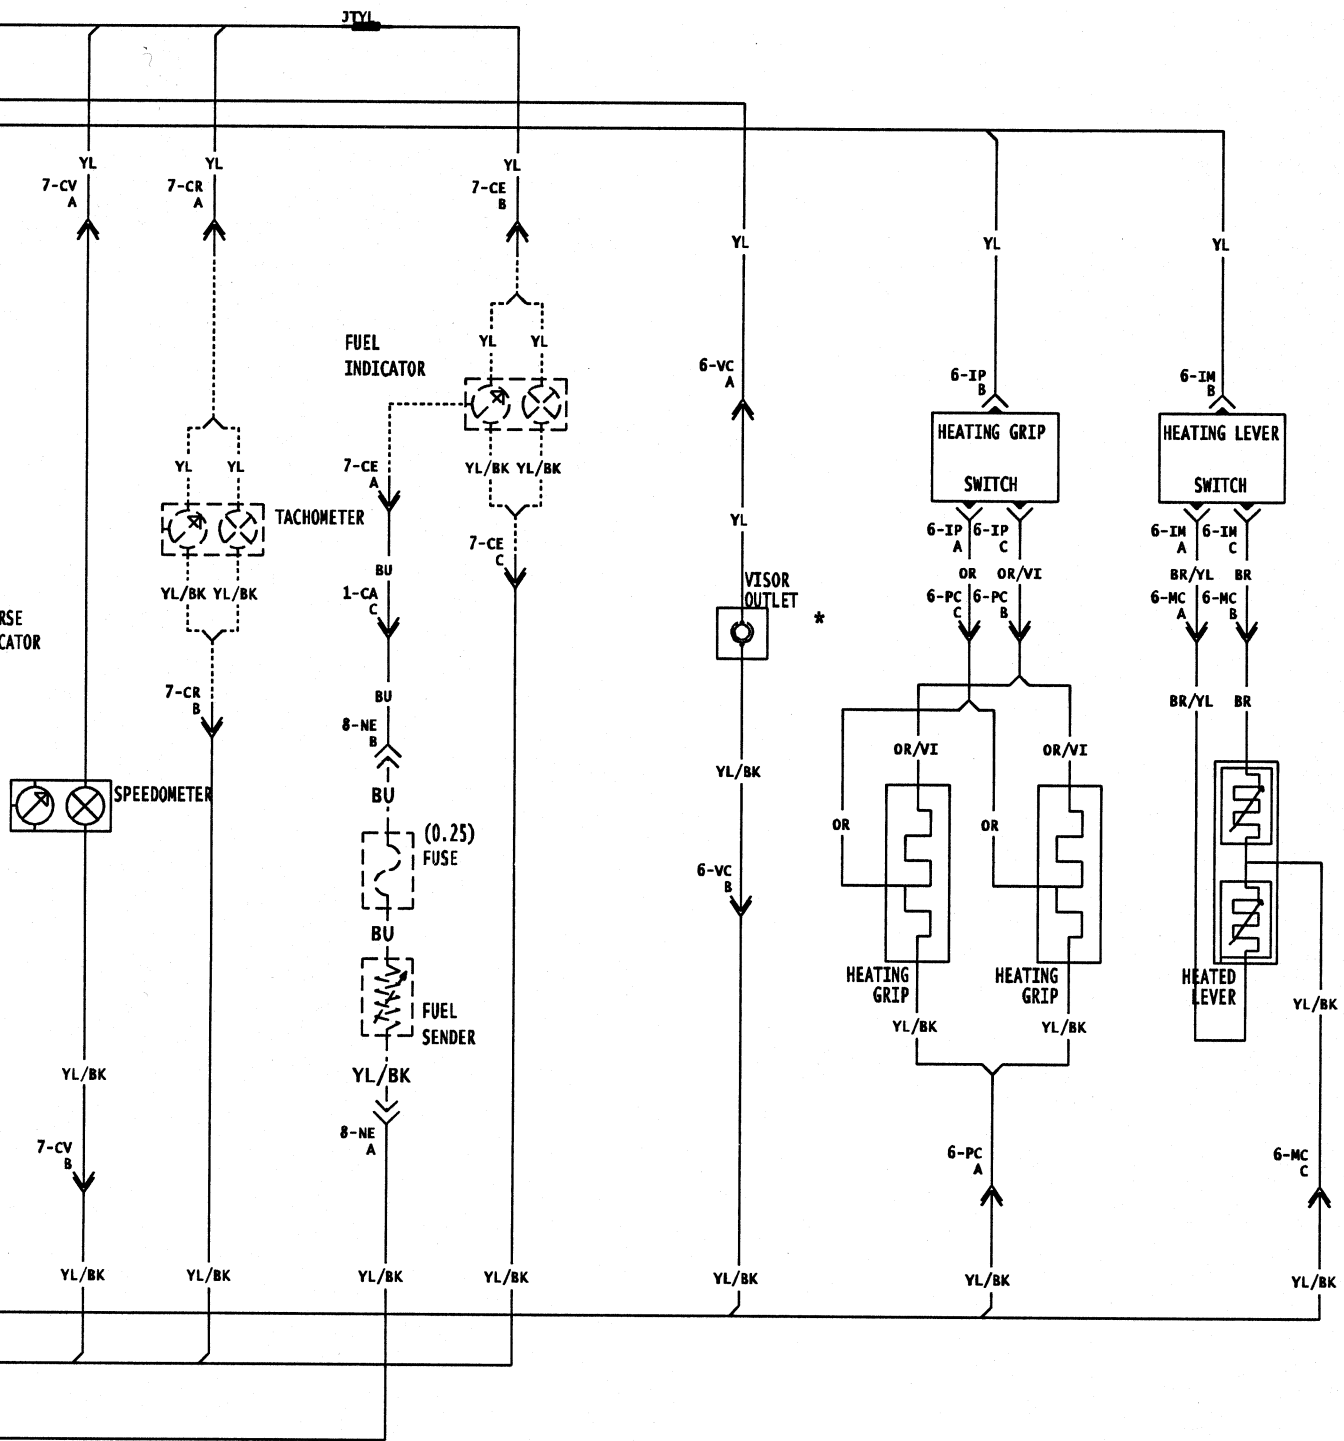 JTYL
YL
YL
YL
7-CV
A
7-CR
A
7-CE
B
YL
YL
YL
FUEL
INDICATOR
YL
YL
6-VC
A
6-IP
B
6-IM
B
HEATING GRIP
SWITCH
HEATING LEVER
SWITCH
YL
YL
7-CE
A
YL/BK
YL/BK
TACHOMETER
YL
6-IP
A
6-IP
C
6-IM
A
6-IM
C
7-CE
C
BU
OR
OR/VI
BR/YL
BR
YL/BK
YL/BK
1-CA
C
VISOR
OUTLET
*
6-PC
C
6-PC
B
6-MC
A
6-MC
B
RSE
CATOR
7-CR
B
BU
BR/YL
BR
8-NE
B
OR/VI
OR/VI
YL/BK
SPEEDOMETER
BU
(0.25)
FUSE
OR
OR
6-VC
B
BU
HEATING
GRIP
HEATING
GRIP
HEATED
LEVER
FUEL
SENDER
YL/BK
YL/BK
YL/BK
YL/BK
YL/BK
7-CV
B
8-NE
A
6-PC
A
6-MC
C
YL/BK
YL/BK
YL/BK
YL/BK
YL/BK
YL/BK
YL/BK